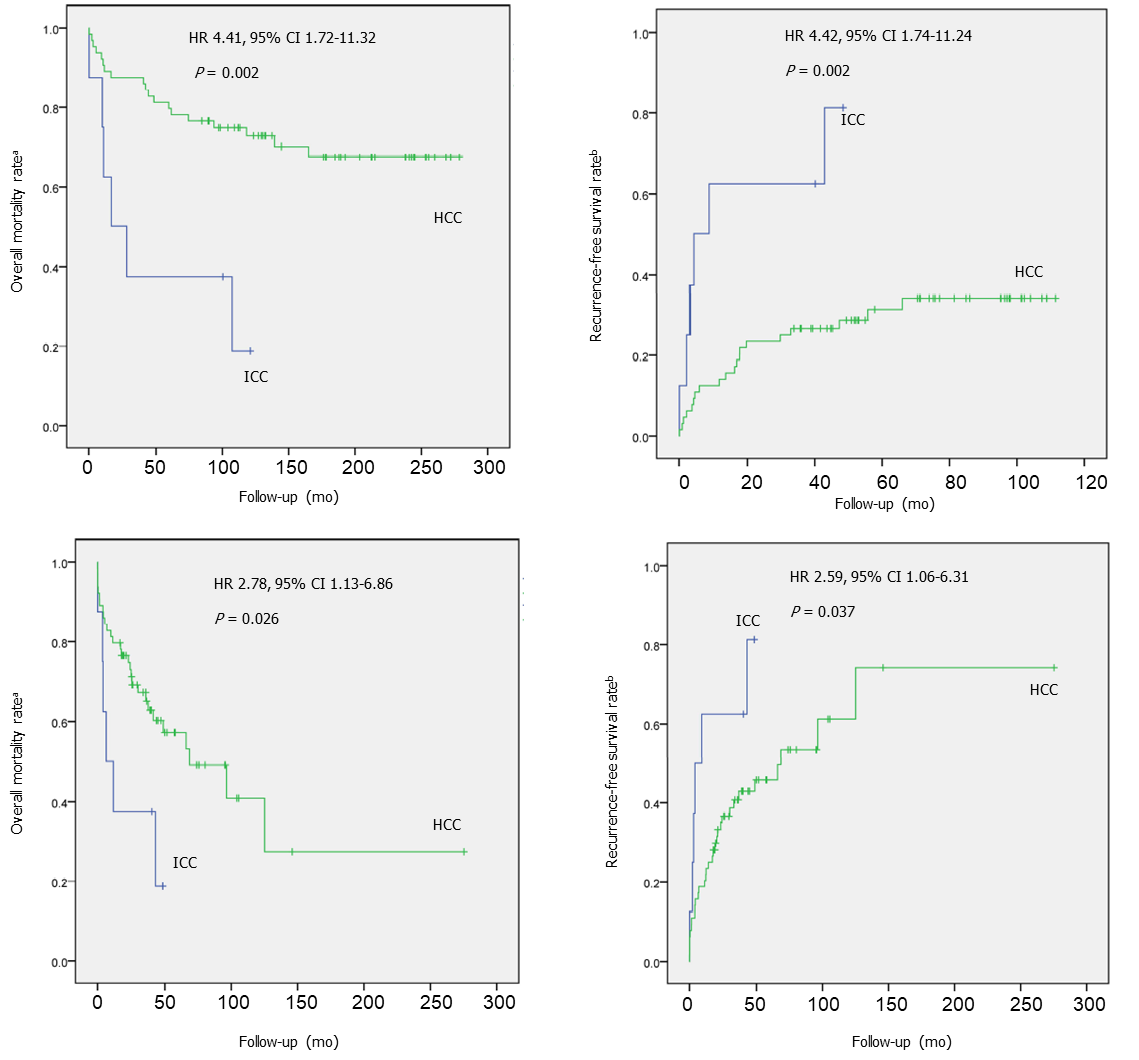 HR 4.41, 95% CI 1.72-11.32
P = 0.002
1.0
0.8
0.6
0.4
0.2
0.0
Overall mortality rateᵃ
HCC
ICC
0 50 100 150 200 250 300
Follow-up (mo)
HR 4.42, 95% CI 1.74-11.24
P = 0.002
1.0
0.8
0.6
0.4
0.2
0.0
Recurrence-free survival rateᵇ
ICC
HCC
0 20 40 60 80 100 120
Follow-up (mo)
HR 2.78, 95% CI 1.13-6.86
P = 0.026
1.0
0.8
0.6
0.4
0.2
0.0
Overall mortality rateᵃ
HCC
ICC
0 50 100 150 200 250 300
Follow-up (mo)
HR 2.59, 95% CI 1.06-6.31
P = 0.037
1.0
0.8
0.6
0.4
0.2
0.0
Recurrence-free survival rateᵇ
ICC
HCC
0 50 100 150 200 250 300
Follow-up (mo)